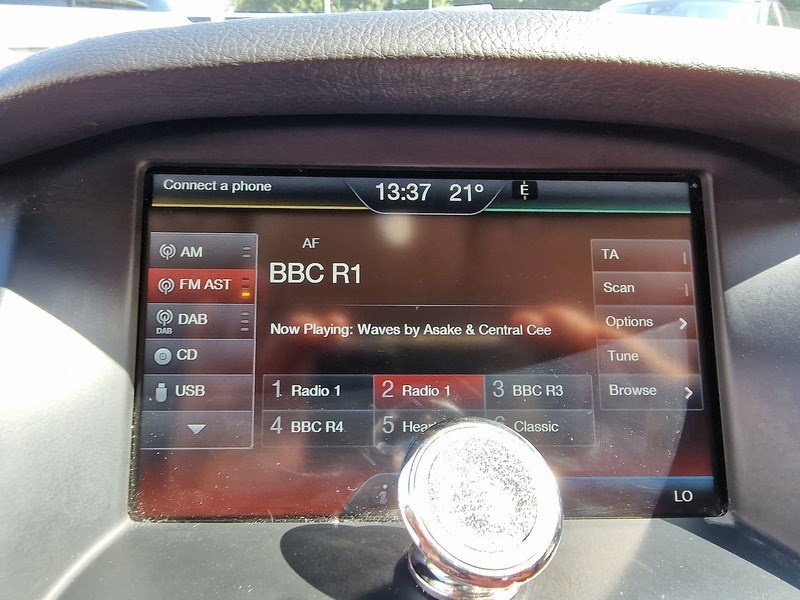 Connect a phone
13:37 21° E
AM
FM AST
DAB
DAB
CD
USB
AF
BBC R1
Now Playing: Waves by Asake & Central Cee
1 Radio 1 2 Radio 1 3 BBC R3
4 BBC R4 5 Hear 6 Classic
TA
Scan
Options
Tune
Browse
i
LO